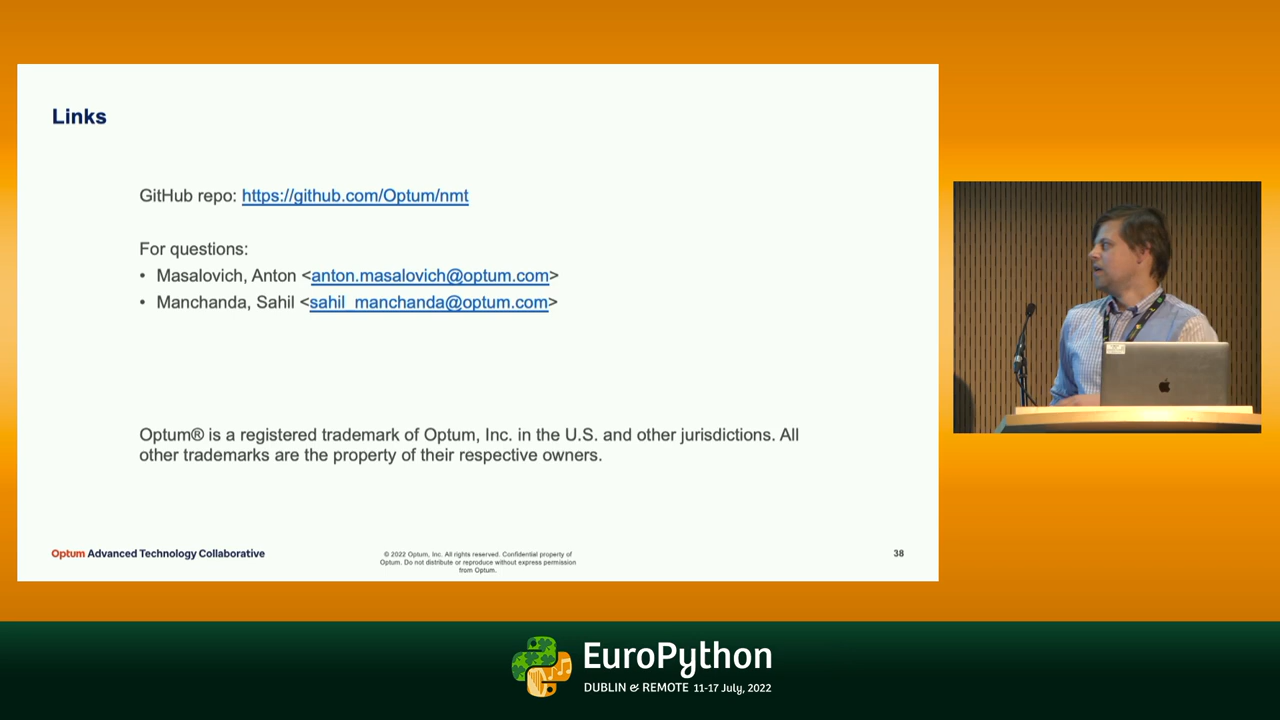 Links
GitHub repo: https://github.com/Optum/nmt
For questions:
• Masalovich, Anton <anton.masalovich@optum.com>
• Manchanda, Sahil <sahil_manchanda@optum.com>
Optum® is a registered trademark of Optum, Inc. in the U.S. and other jurisdictions. All
other trademarks are the property of their respective owners.
Optum Advanced Technology Collaborative
© 2022 Optum, Inc. All rights reserved. Confidential property of
Optum. Do not distribute or reproduce without express permission
from Optum.
38
EuroPython
DUBLIN & REMOTE 11-17 July, 2022